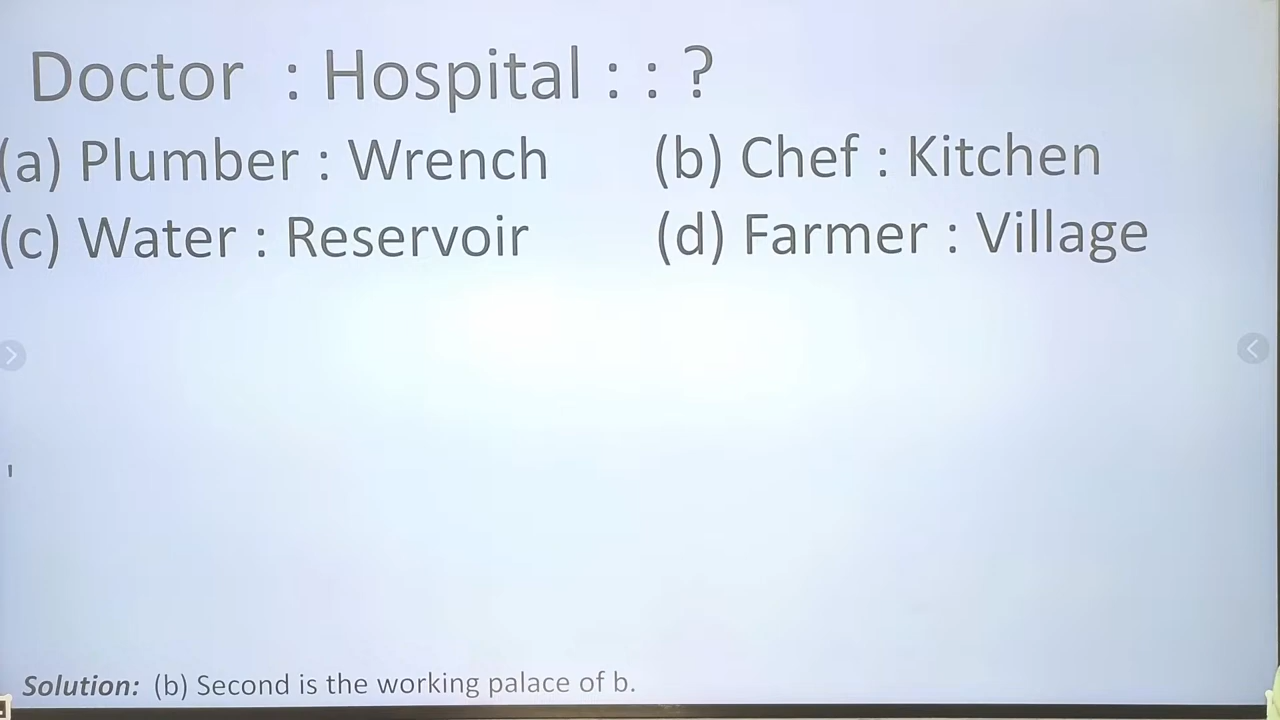 Doctor : Hospital : : ?
(a) Plumber : Wrench (b) Chef : Kitchen
(c) Water : Reservoir (d) Farmer : Village
Solution: (b) Second is the working palace of b.